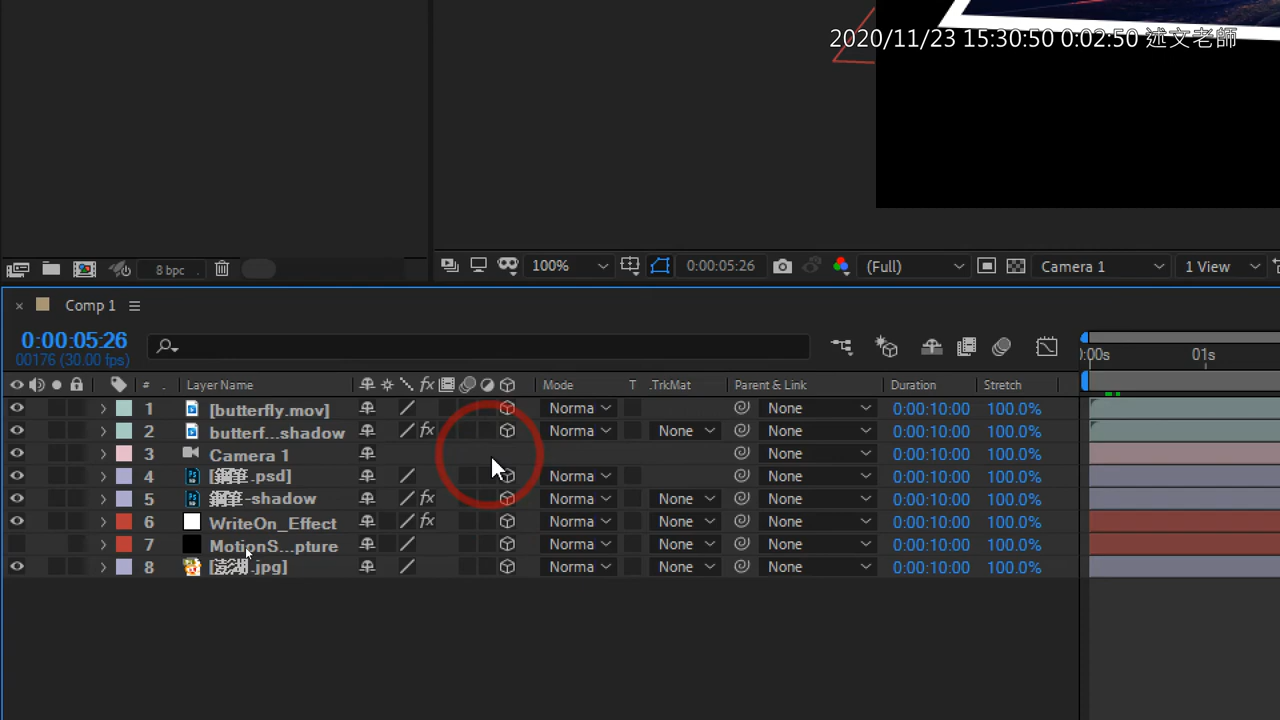 2020/11/23 15:30:50 0:02:50 述文老師
8 bpc
100%
0:00:05:26
(Full)
Camera 1
1 View
Comp 1
0:00:05:26
00176 (30.00 fps)
:00s
01s
# Layer Name fx Mode T .TrkMat Parent & Link Duration Stretch
1 [butterfly.mov] Norma None 0:00:10:00 100.0%
2 butterf...shadow fx Norma None None 0:00:10:00 100.0%
3 Camera 1 None 0:00:10:00 100.0%
4 [鋼筆.psd] Norma None None 0:00:10:00 100.0%
5 鋼筆-shadow fx Norma None None 0:00:10:00 100.0%
6 WriteOn_Effect fx Norma None None 0:00:10:00 100.0%
7 MotionS...pture Norma None None 0:00:10:00 100.0%
8 [澎湖.jpg] Norma None None 0:00:10:00 100.0%